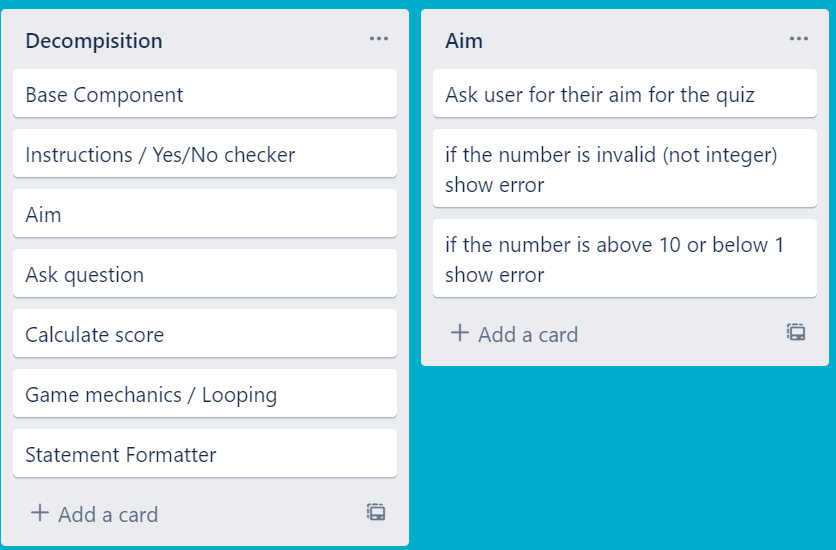 Decompisition
Base Component
Instructions / Yes/No checker
Aim
Ask question
Calculate score
Game mechanics / Looping
Statement Formatter
+ Add a card
Aim
Ask user for their aim for the quiz
if the number is invalid (not integer)
show error
if the number is above 10 or below 1
show error
+ Add a card